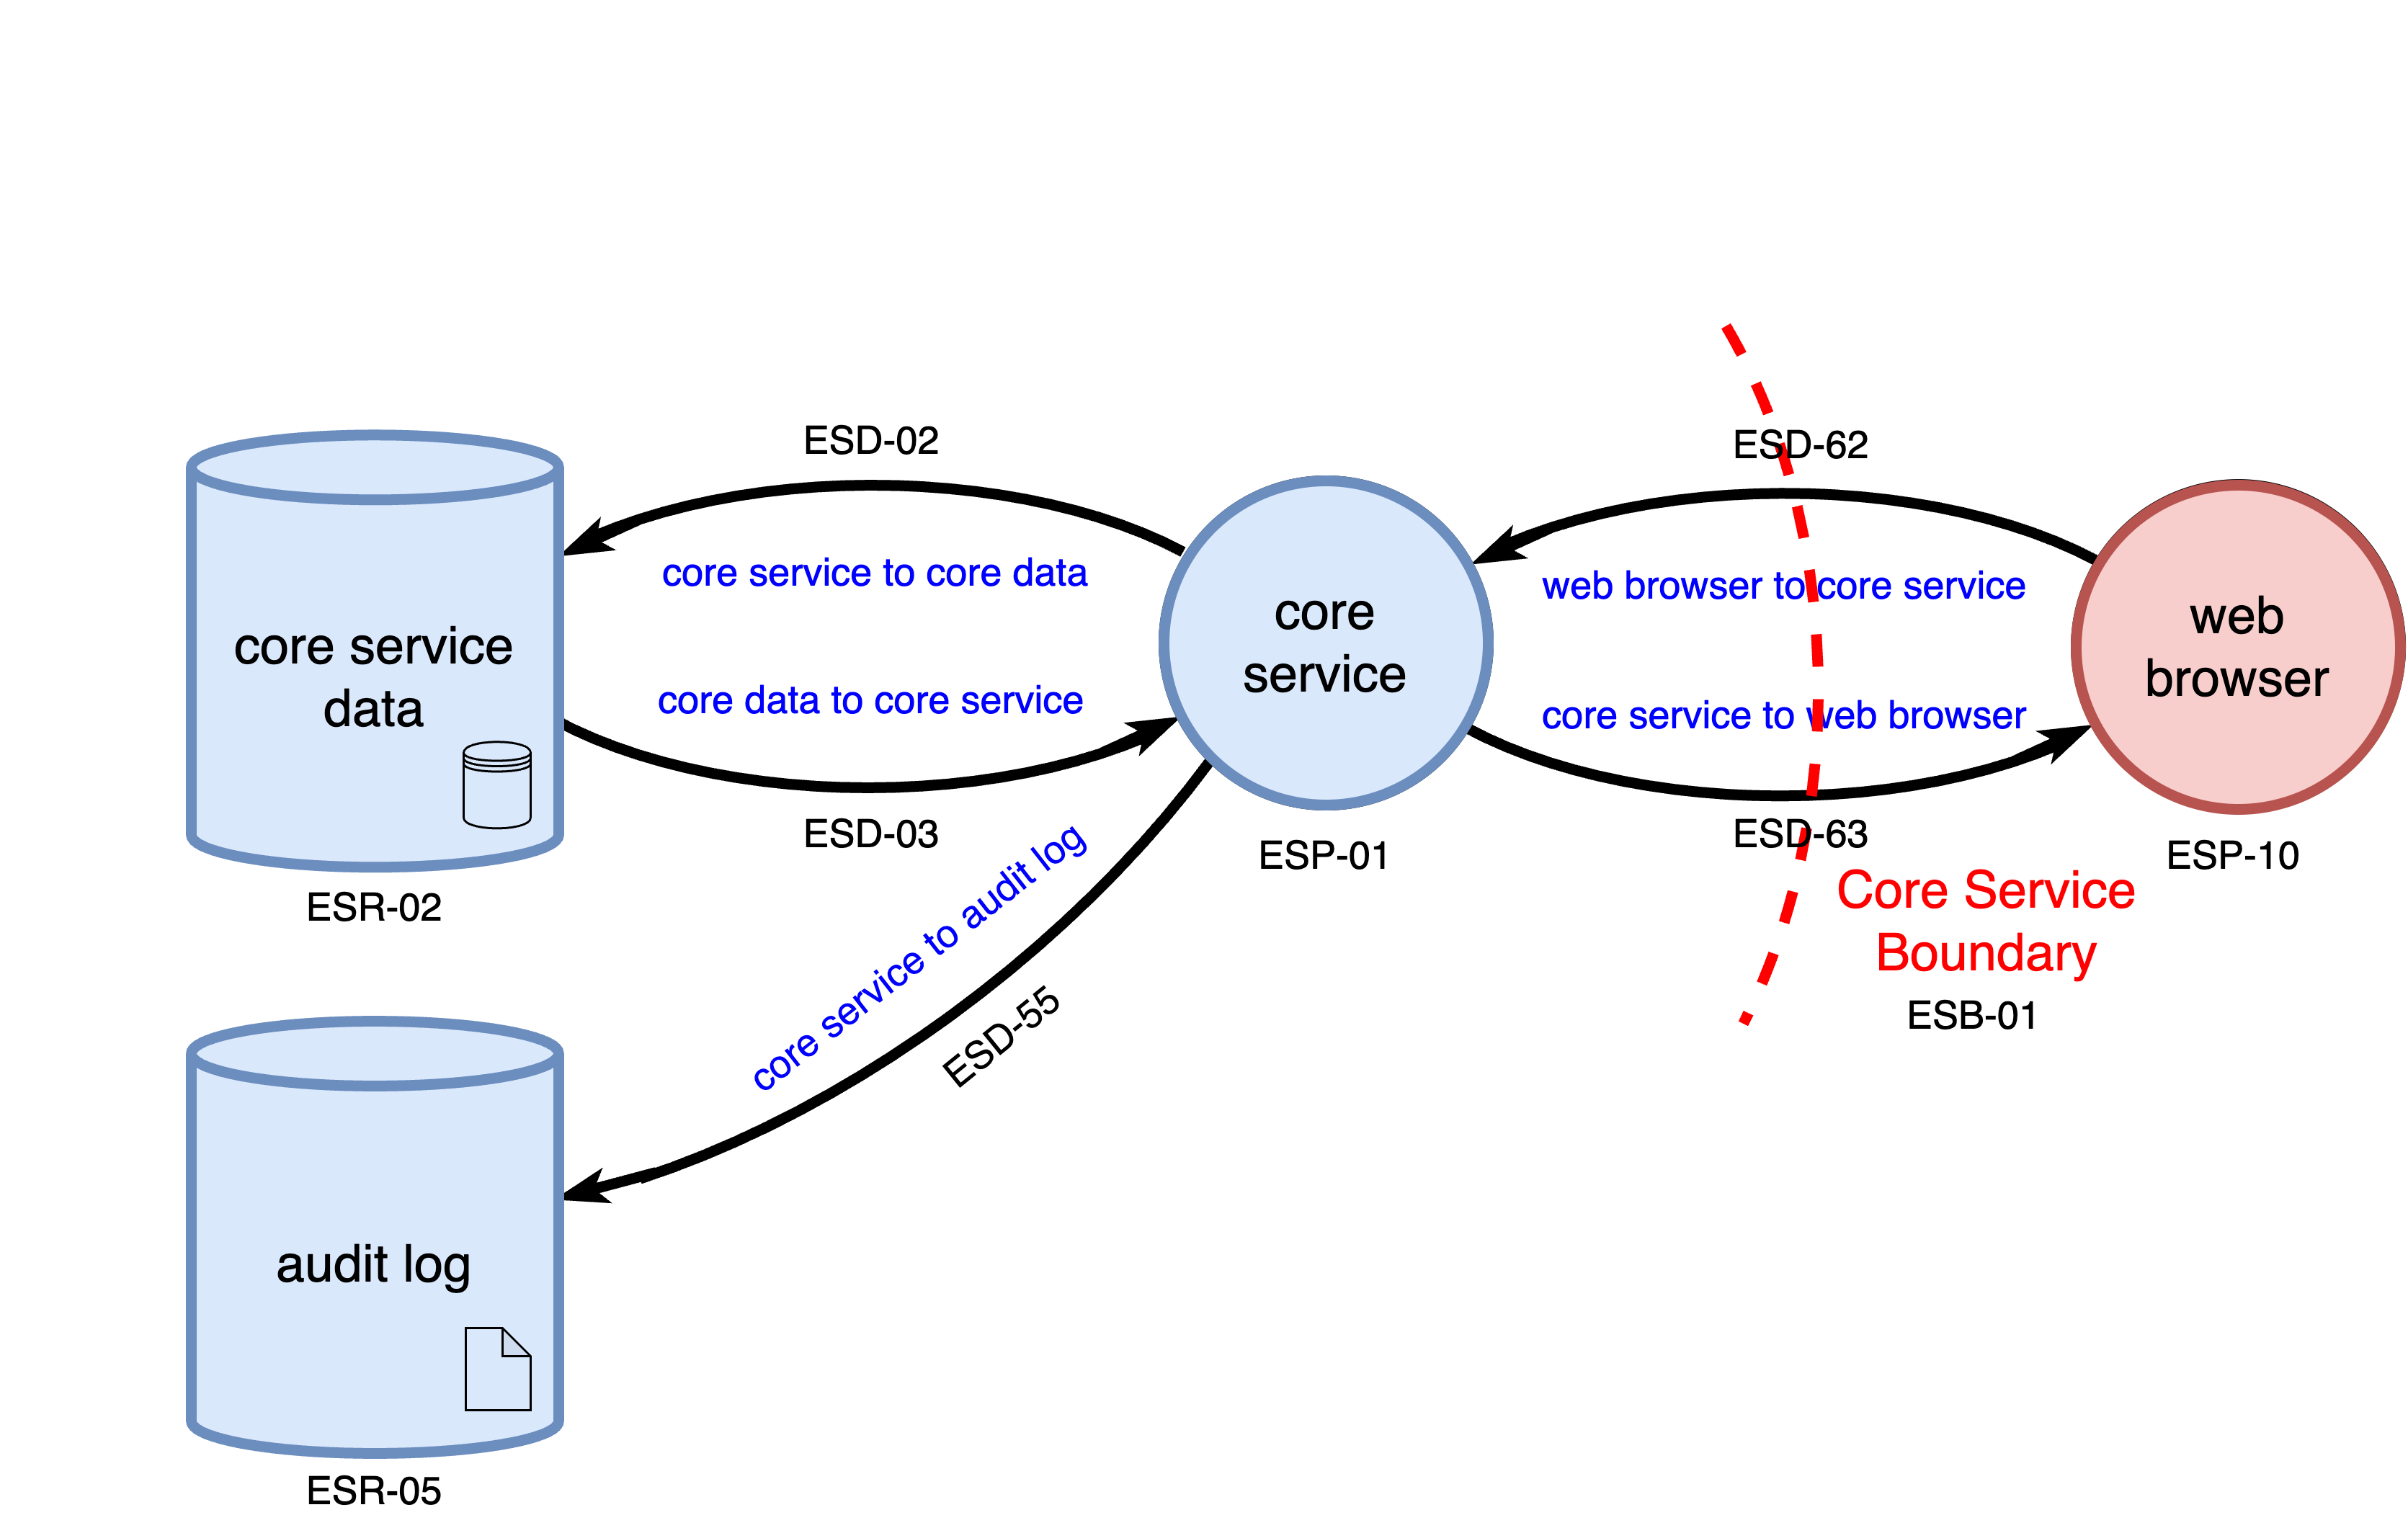 ESD-02
ESD-62
core service to core data
web browser to core service
core service
data
core
service
web
browser
core data to core service
core service to web browser
ESD-03
ESD-63
ESP-01
ESP-10
ESR-02
core service to audit log
ESD-55
Core Service
Boundary
ESB-01
audit log
ESR-05